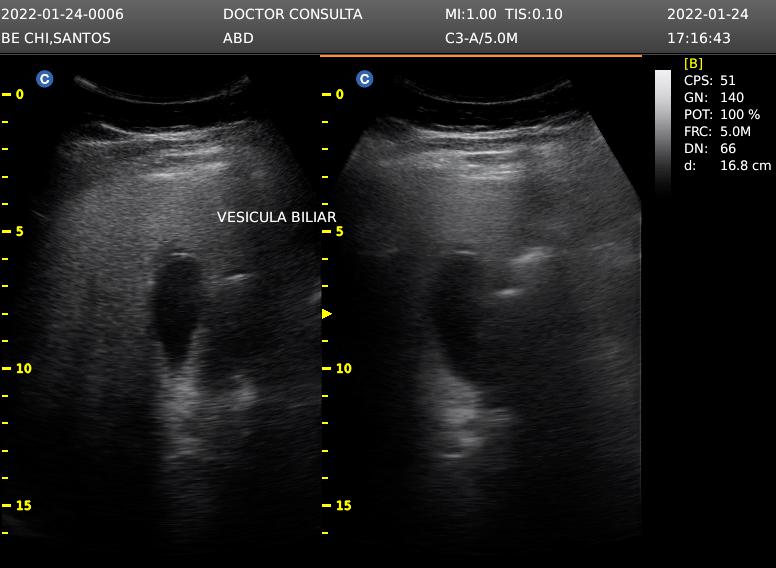 2022-01-24-0006 DOCTOR CONSULTA MI:1.00 TIS:0.10 2022-01-24
BE CHI,SANTOS ABD C3-A/5.0M 17:16:43
C C
[B]
CPS: 51
GN: 140
POT: 100 %
FRC: 5.0M
DN: 66
d: 16.8 cm
0 0
VESICULA BILIAR
5 5
10 10
15 15